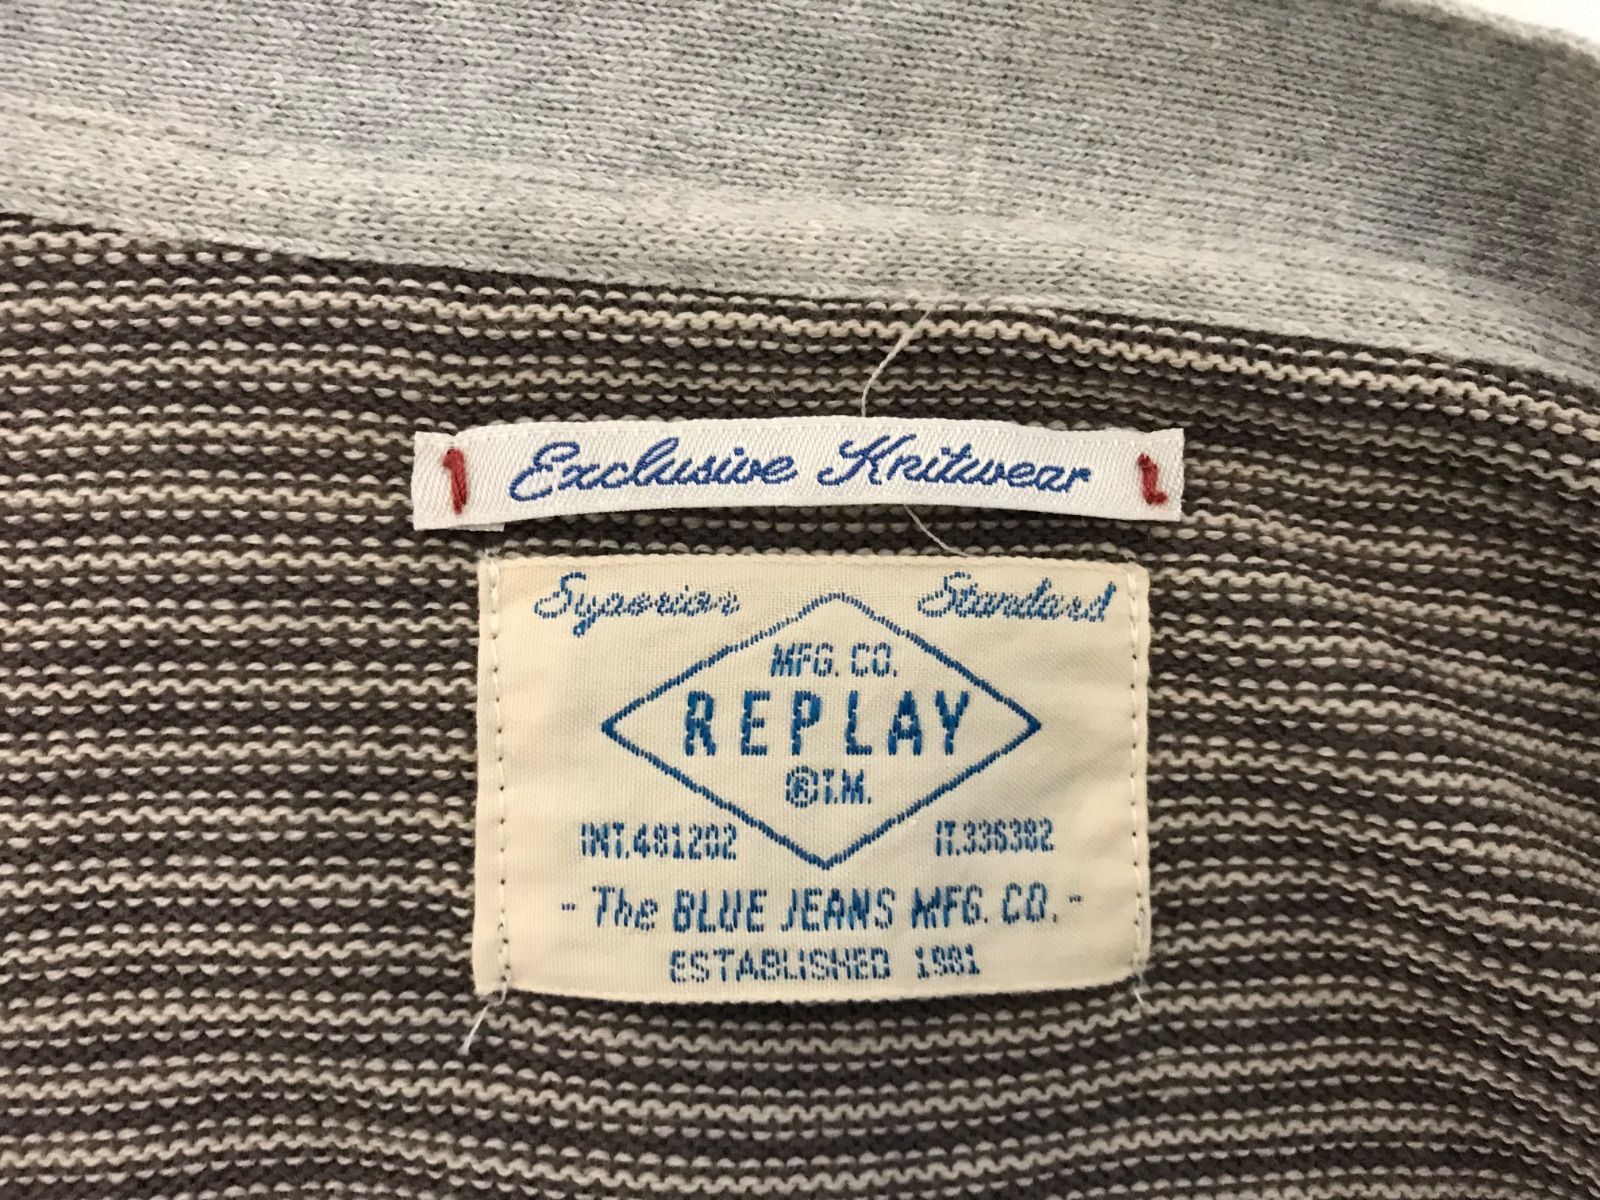 Exclusive Knitwear
Superior Standard
MFG. CO.
REPLAY
®T.M.
INT.481202 IT.336382
- The BLUE JEANS MFG. CO. -
ESTABLISHED 1981